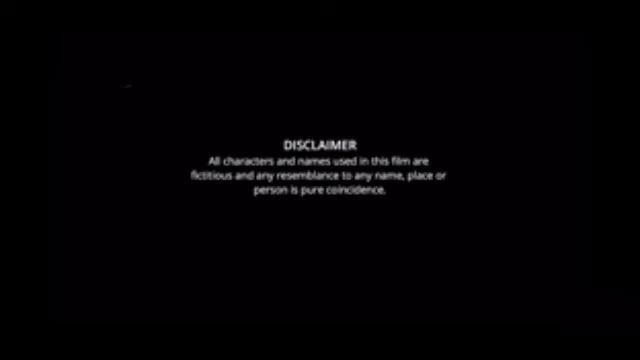 DISCLAIMER
All characters and names used in this film are
fictitious and any resemblance to any name, place or
person is pure coincidence.